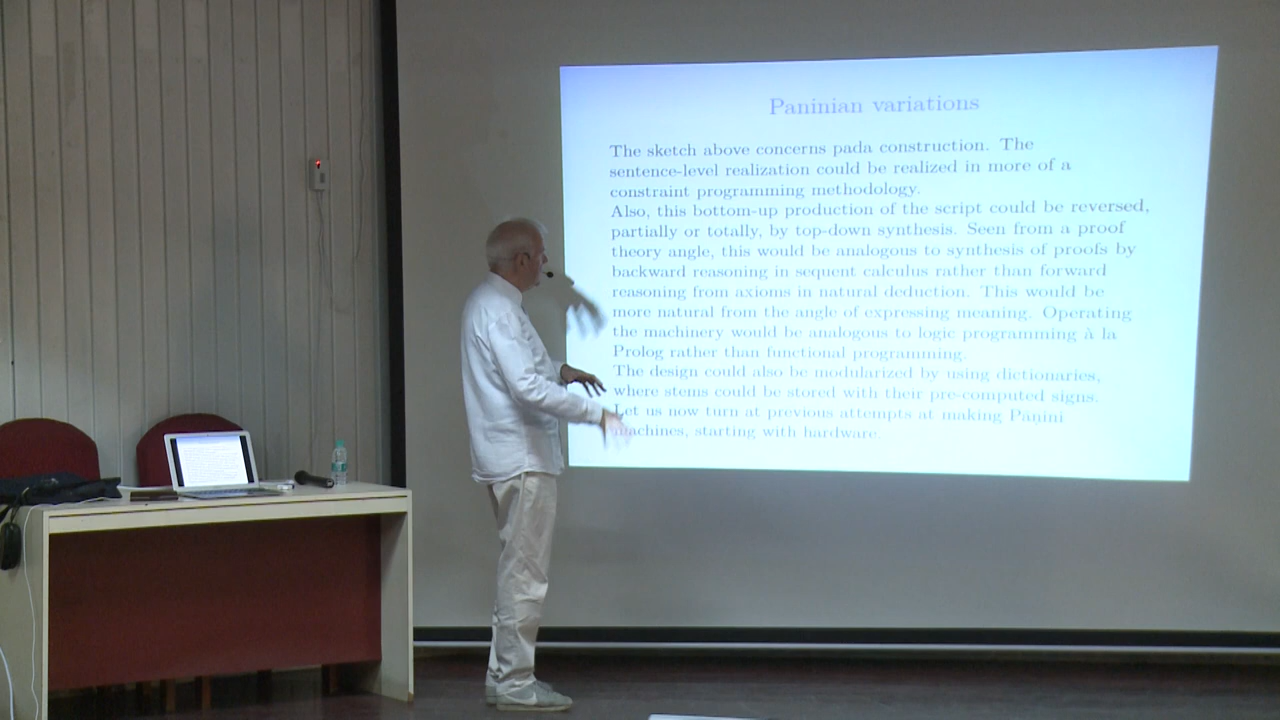 Paninian variations
The sketch above concerns pada construction. The
sentence-level realization could be realized in more of a
constraint programming methodology.
Also, this bottom-up production of the script could be reversed,
partially or totally, by top-down synthesis. Seen from a proof
theory angle, this would be analogous to synthesis of proofs by
backward reasoning in sequent calculus rather than forward
reasoning from axioms in natural deduction. This would be
more natural from the angle of expressing meaning. Operating
the machinery would be analogous to logic programming à la
Prolog rather than functional programming.
The design could also be modularized by using dictionaries,
where stems could be stored with their pre-computed signs.
Let us now turn at previous attempts at making Pāṇini
machines, starting with hardware.